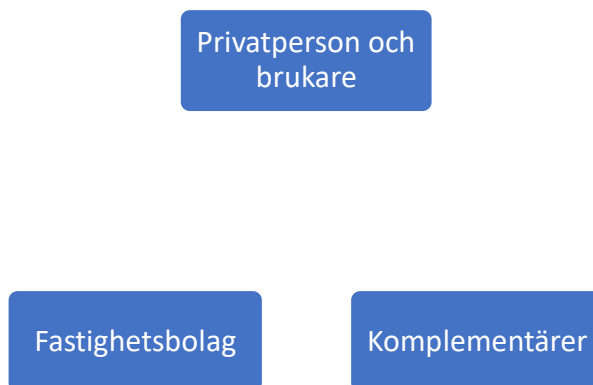 Privatperson och
brukare
Fastighetsbolag
Komplementärer